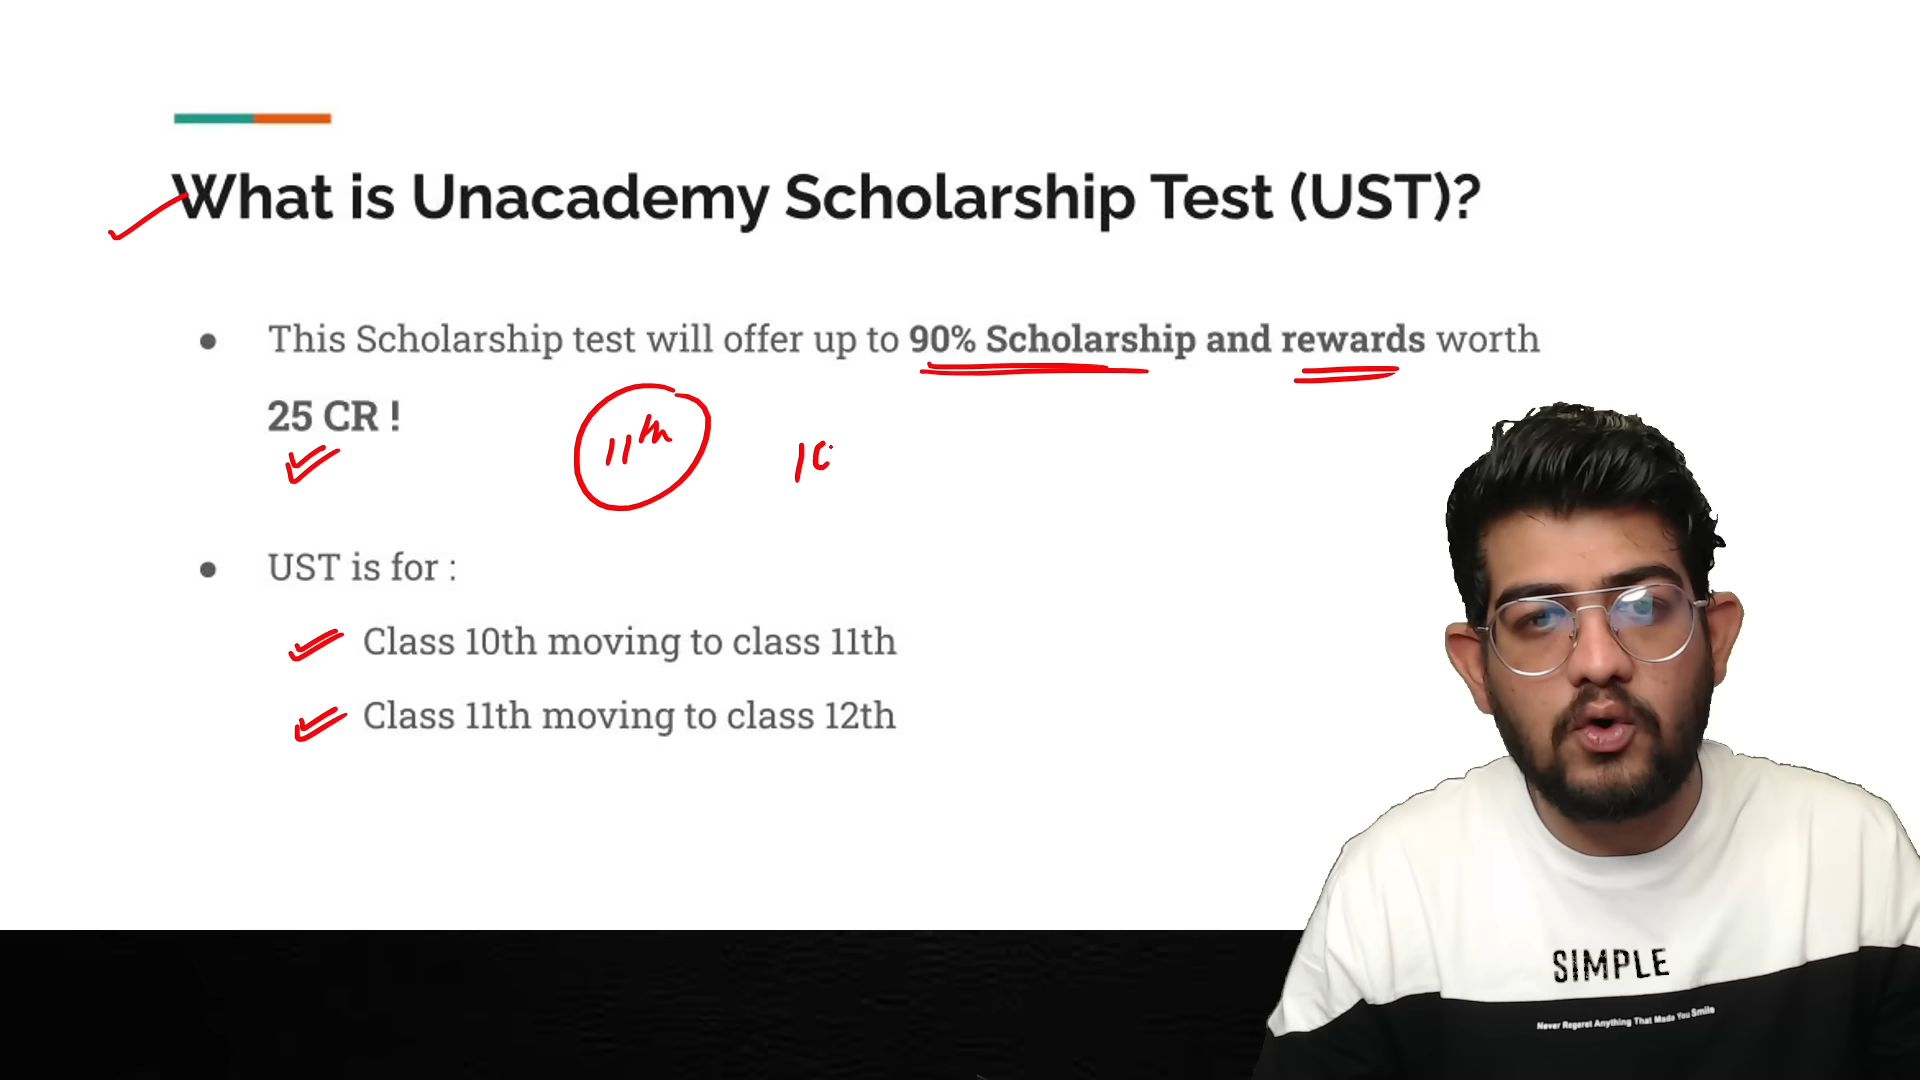 What is Unacademy Scholarship Test (UST)?
● This Scholarship test will offer up to 90% Scholarship and rewards worth
25 CR !
11th 10
● UST is for :
Class 10th moving to class 11th
Class 11th moving to class 12th
SIMPLE
Never Regeret Anything That Made You Smile